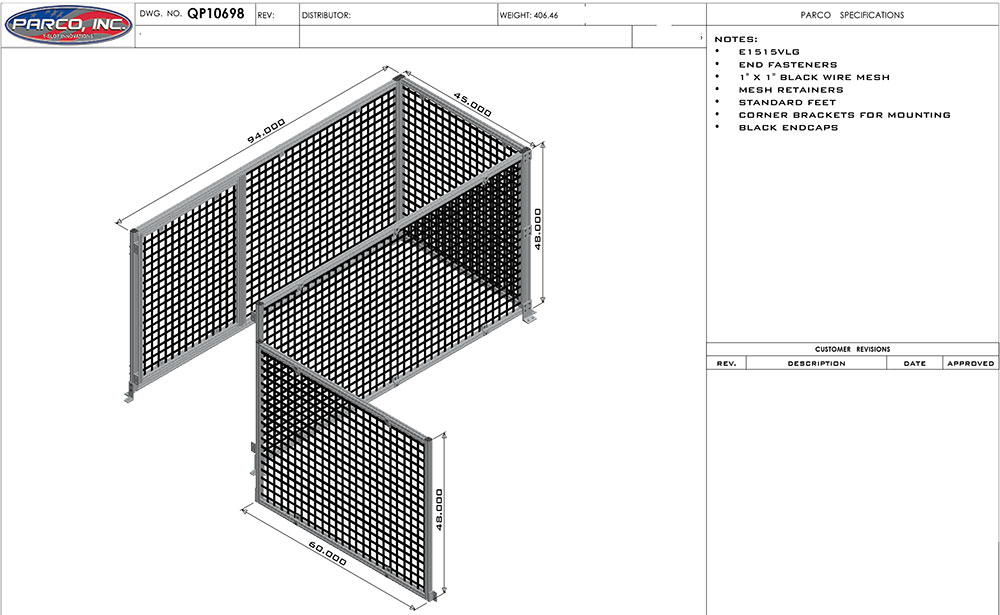 PARCO, INC.
T-SLOT INNOVATIONS
DWG. NO. QP10698
REV:
DISTRIBUTOR:
WEIGHT: 406.46
PARCO SPECIFICATIONS
NOTES:
• E1515VLG
• END FASTENERS
• 1" X 1" BLACK WIRE MESH
• MESH RETAINERS
• STANDARD FEET
• CORNER BRACKETS FOR MOUNTING
• BLACK ENDCAPS
94.000
45.000
48.000
48.000
60.000
CUSTOMER REVISIONS
REV. DESCRIPTION DATE APPROVED